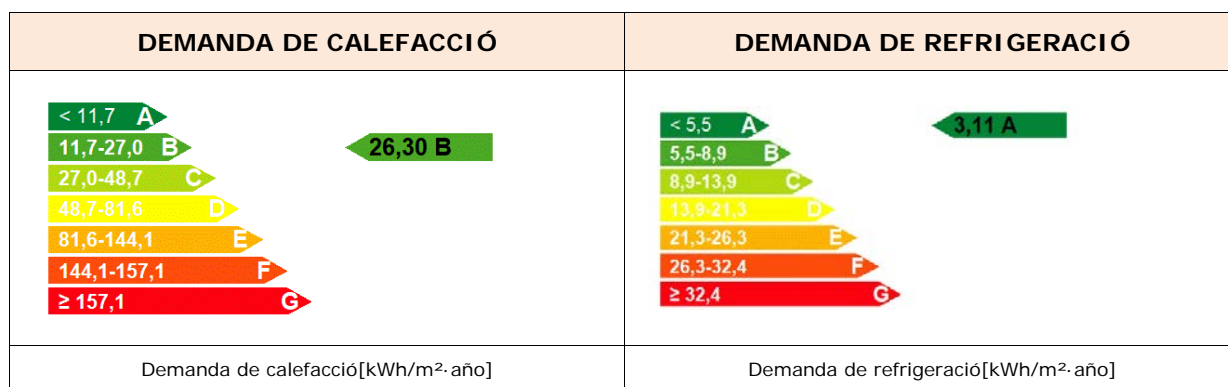 DEMANDA DE CALEFACCIÓ
DEMANDA DE REFRIGERACIÓ
< 11,7 A
11,7-27,0 B
27,0-48,7 C
48,7-81,6 D
81,6-144,1 E
144,1-157,1 F
≥ 157,1 G
26,30 B
< 5,5 A
5,5-8,9 B
8,9-13,9 C
13,9-21,3 D
21,3-26,3 E
26,3-32,4 F
≥ 32,4 G
3,11 A
Demanda de calefacció[kWh/m²·año]
Demanda de refrigeració[kWh/m²·año]